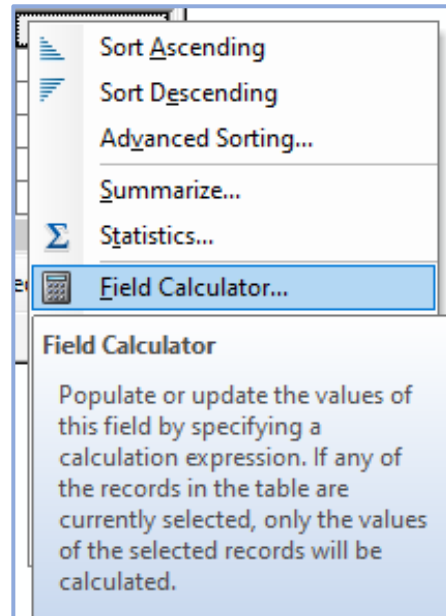 Sort Ascending
Sort Descending
Advanced Sorting...
Summarize...
Σ Statistics...
Field Calculator...
Field Calculator
Populate or update the values of
this field by specifying a
calculation expression. If any of
the records in the table are
currently selected, only the values
of the selected records will be
calculated.